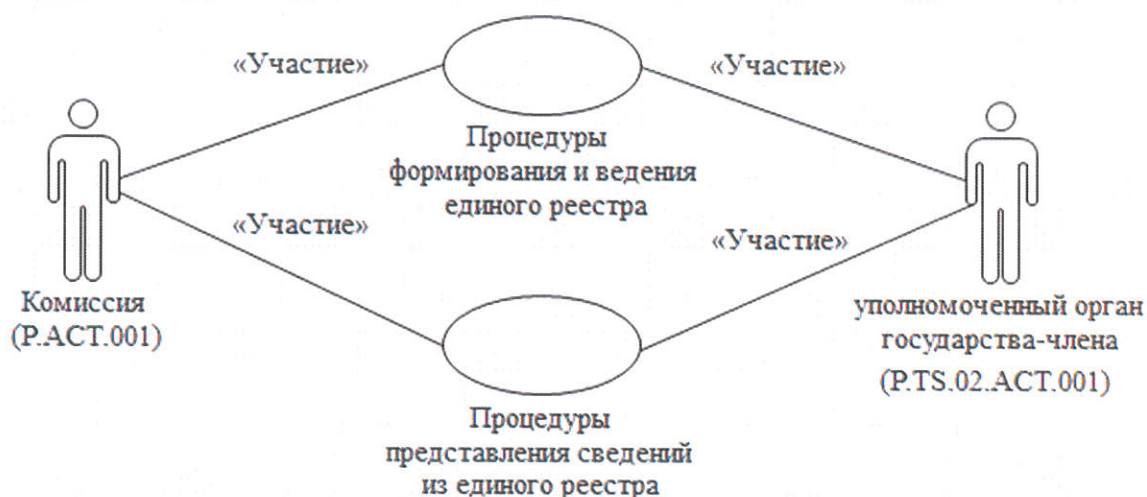 «Участие»
«Участие»
Процедуры
формирования и ведения
единого реестра
«Участие»
«Участие»
Комиссия
(P.ACT.001)
уполномоченный орган
государства-члена
(P.TS.02.ACT.001)
Процедуры
представления сведений
из единого реестра